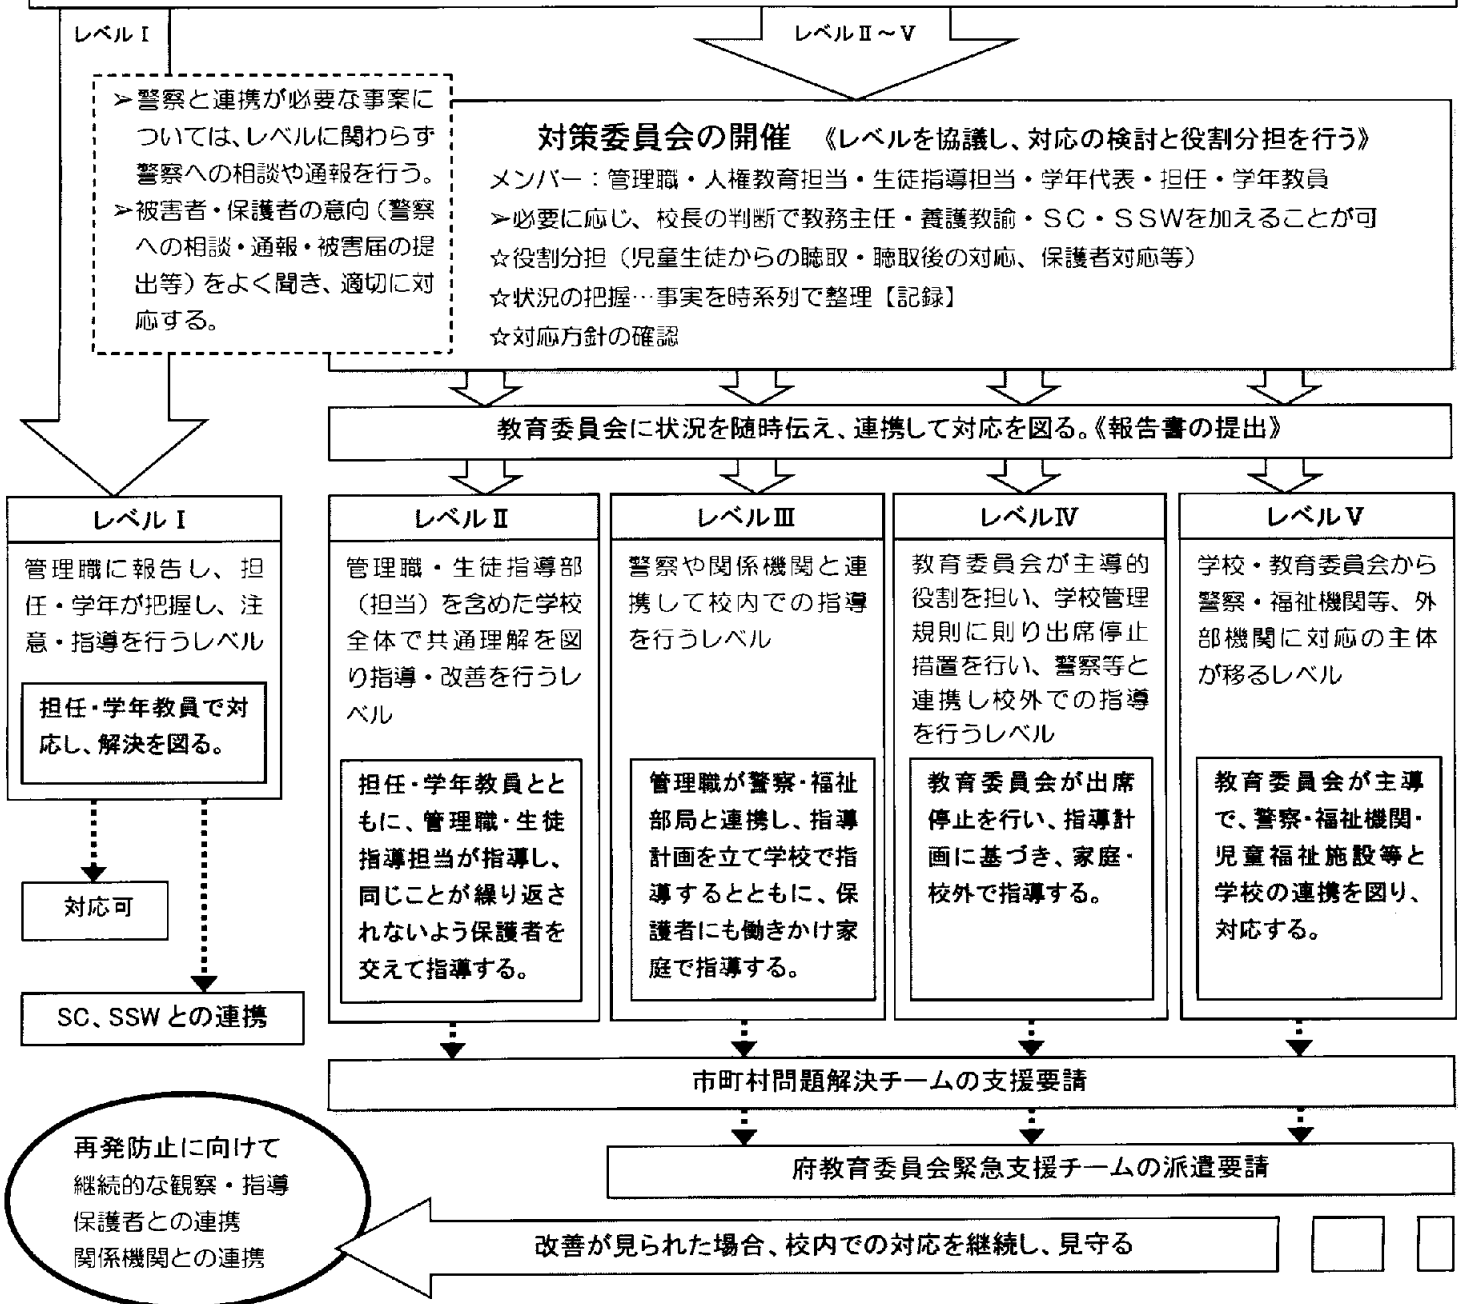 レベルⅠ
レベルⅡ～Ⅴ
➢警察と連携が必要な事案に
ついては、レベルに関わらず
警察への相談や通報を行う。
➢被害者・保護者の意向（警察
への相談・通報・被害届の提
出等）をよく聞き、適切に対
応する。
対策委員会の開催 《レベルを協議し、対応の検討と役割分担を行う》
メンバー：管理職・人権教育担当・生徒指導担当・学年代表・担任・学年教員
➢必要に応じ、校長の判断で教務主任・養護教諭・ＳＣ・ＳＳＷを加えることが可
☆役割分担（児童生徒からの聴取・聴取後の対応、保護者対応等）
☆状況の把握…事実を時系列で整理【記録】
☆対応方針の確認
教育委員会に状況を随時伝え、連携して対応を図る。《報告書の提出》
レベルⅠ
管理職に報告し、担
任・学年が把握し、注
意・指導を行うレベル
担任・学年教員で対
応し、解決を図る。
対応可
SC、SSWとの連携
レベルⅡ
管理職・生徒指導部
（担当）を含めた学校
全体で共通理解を図
り指導・改善を行うレ
ベル
担任・学年教員とと
もに、管理職・生徒
指導担当が指導し、
同じことが繰り返さ
れないよう保護者を
交えて指導する。
レベルⅢ
警察や関係機関と連
携して校内での指導
を行うレベル
管理職が警察・福祉
部局と連携し、指導
計画を立て学校で指
導するとともに、保
護者にも働きかけ家
庭で指導する。
レベルⅣ
教育委員会が主導的
役割を担い、学校管理
規則に則り出席停止
措置を行い、警察等と
連携し校外での指導
を行うレベル
教育委員会が出席
停止を行い、指導計
画に基づき、家庭・
校外で指導する。
レベルⅤ
学校・教育委員会から
警察・福祉機関等、外
部機関に対応の主体
が移るレベル
教育委員会が主導
で、警察・福祉機関・
児童福祉施設等と
学校の連携を図り、
対応する。
市町村問題解決チームの支援要請
府教育委員会緊急支援チームの派遣要請
改善が見られた場合、校内での対応を継続し、見守る
再発防止に向けて
継続的な観察・指導
保護者との連携
関係機関との連携